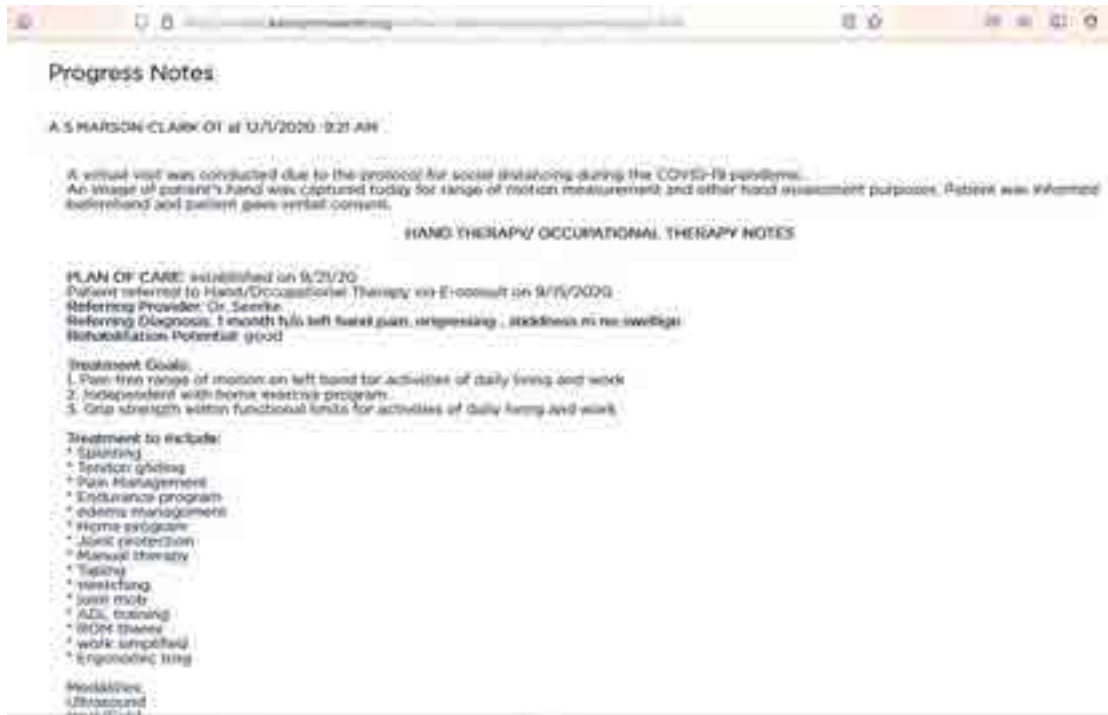 Progress Notes
A S MARSON-CLARK OT at 12/1/2020 9:21 AM
A virtual visit was conducted due to the protocol for social distancing during the COVID-19 pandemic.
An image of patient's hand was captured today for range of motion measurement and other hand assessment purposes. Patient was informed
beforehand and patient gave verbal consent.
HAND THERAPY/ OCCUPATIONAL THERAPY NOTES
PLAN OF CARE: established on 9/21/20
Patient referred to Hand/Occupational Therapy via E-consult on 9/15/2020
Referring Provider: Dr.
Referring Diagnosis: 1 month h/o left hand pain, no swelling
Rehabilitation Potential: good
Treatment Goals:
1. Pain free range of motion on left hand for activities of daily living and work
2. Independent with home exercise program
3. Grip strength within functional limits for activities of daily living and work
Treatment to include:
* Splinting
* Tendon gliding
* Pain Management
* Endurance program
* edema management
* Home program
* Joint protection
* Manual therapy
* Taping
* stretching
* joint mob
* ADL training
* ROM
* work
* Ergonomic
Modalities:
Ultrasound